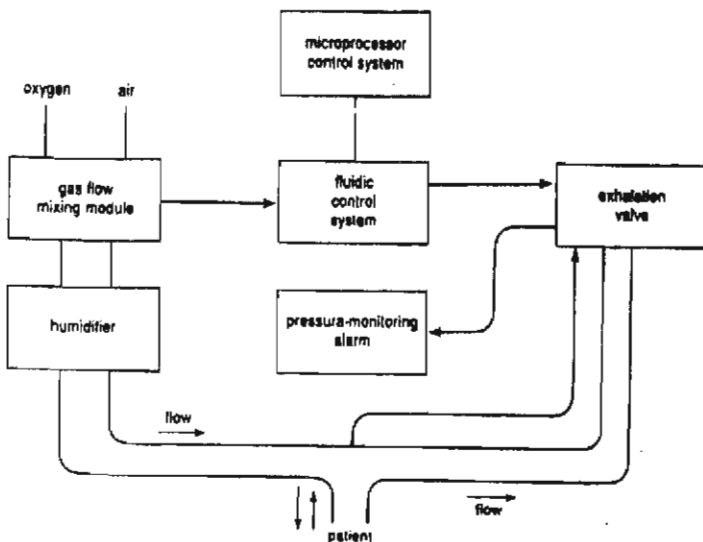 microprocessor
control system
oxygen
air
gas flow
mixing module
fluidic
control
system
exhalation
valve
humidifier
pressura-monitoring
alarm
flow
flow
patient